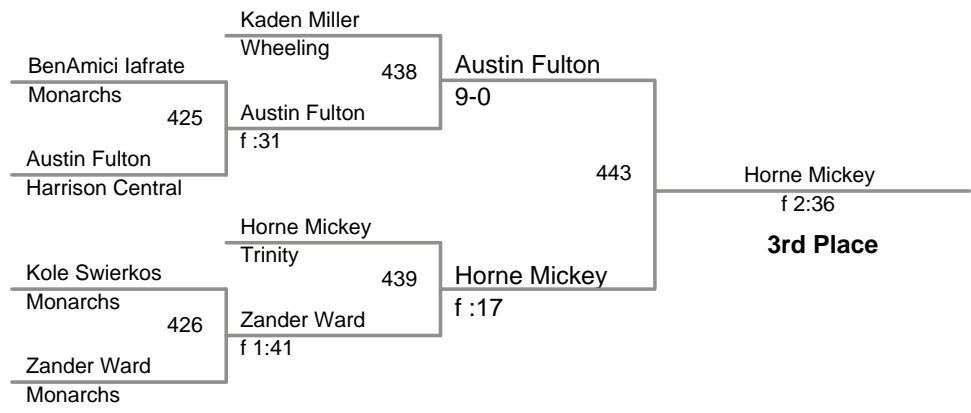 Kaden Miller
Wheeling
BenAmici Iafrate
Monarchs
438
Austin Fulton
9-0
425
Austin Fulton
f :31
Austin Fulton
Harrison Central
443
Horne Mickey
f 2:36
3rd Place
Horne Mickey
Trinity
Kole Swierkos
Monarchs
439
Horne Mickey
f :17
426
Zander Ward
f 1:41
Zander Ward
Monarchs